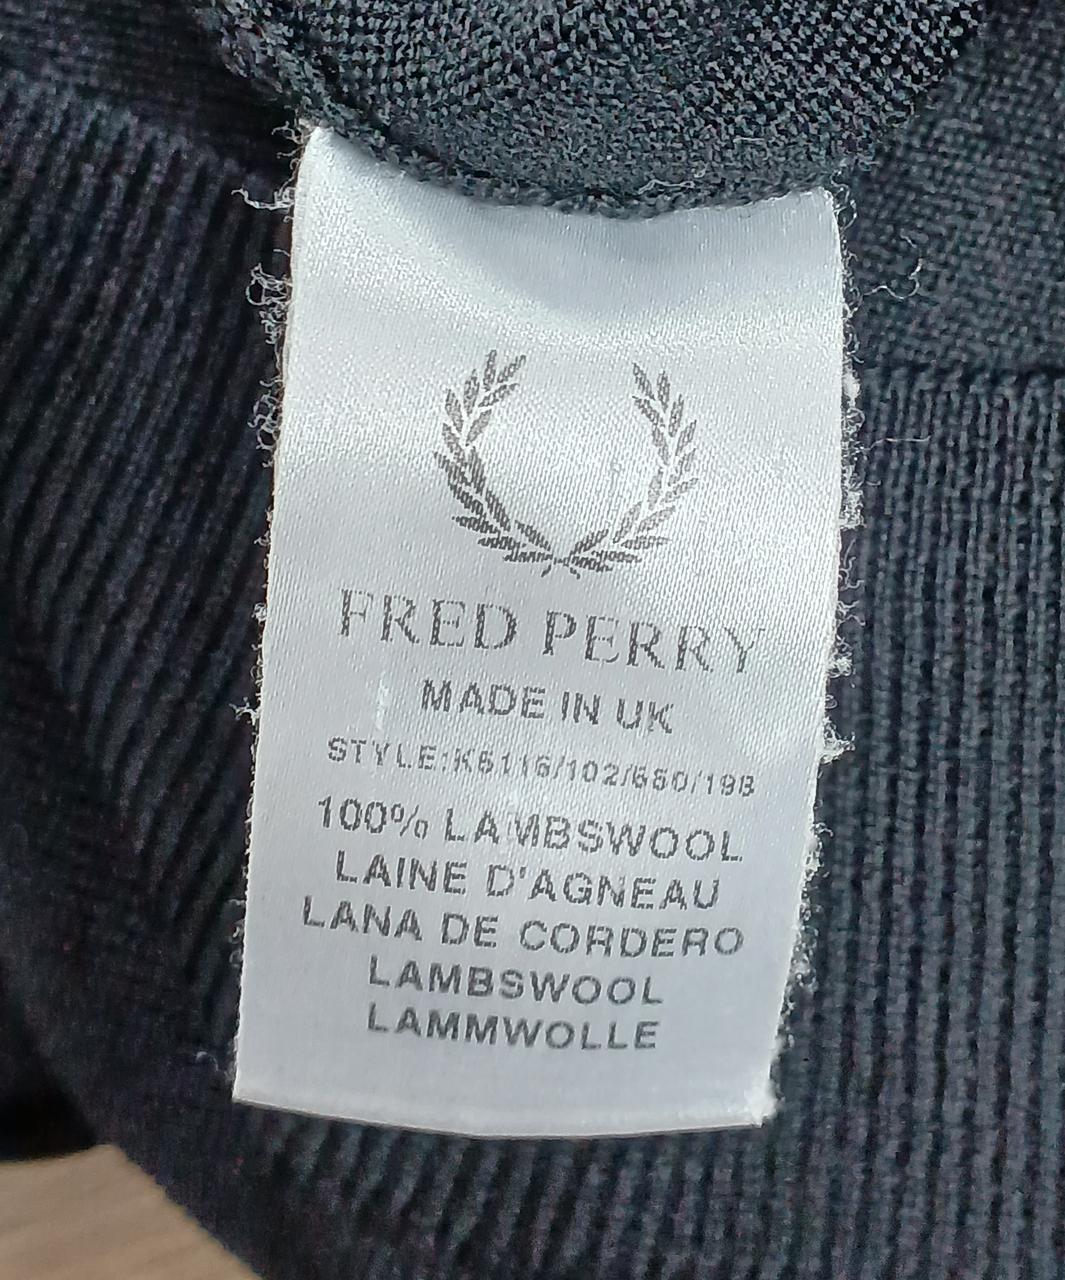 FRED PERRY
MADE IN UK
STYLE:K6116/102/660/198
100% LAMBSWOOL
LAINE D'AGNEAU
LANA DE CORDERO
LAMBSWOOL
LAMMWOLLE